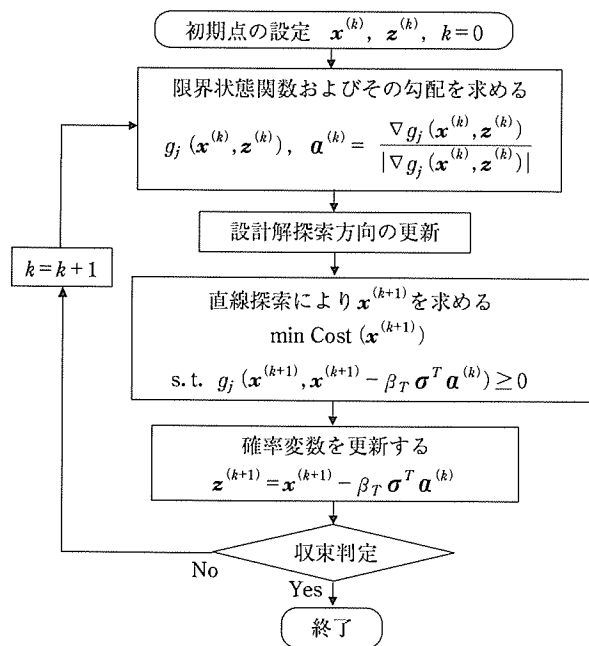 初期点の設定 x^(k), z^(k), k=0
限界状態関数およびその勾配を求める
g_j (x^(k), z^(k)), α^(k) = ∇g_j (x^(k), z^(k)) / |∇g_j (x^(k), z^(k))|
設計解探索方向の更新
k=k+1
直線探索により x^(k+1) を求める
min Cost (x^(k+1))
s.t. g_j (x^(k+1), x^(k+1) − β_T σ^T α^(k)) ≥ 0
確率変数を更新する
z^(k+1) = x^(k+1) − β_T σ^T α^(k)
収束判定
No
Yes
終了